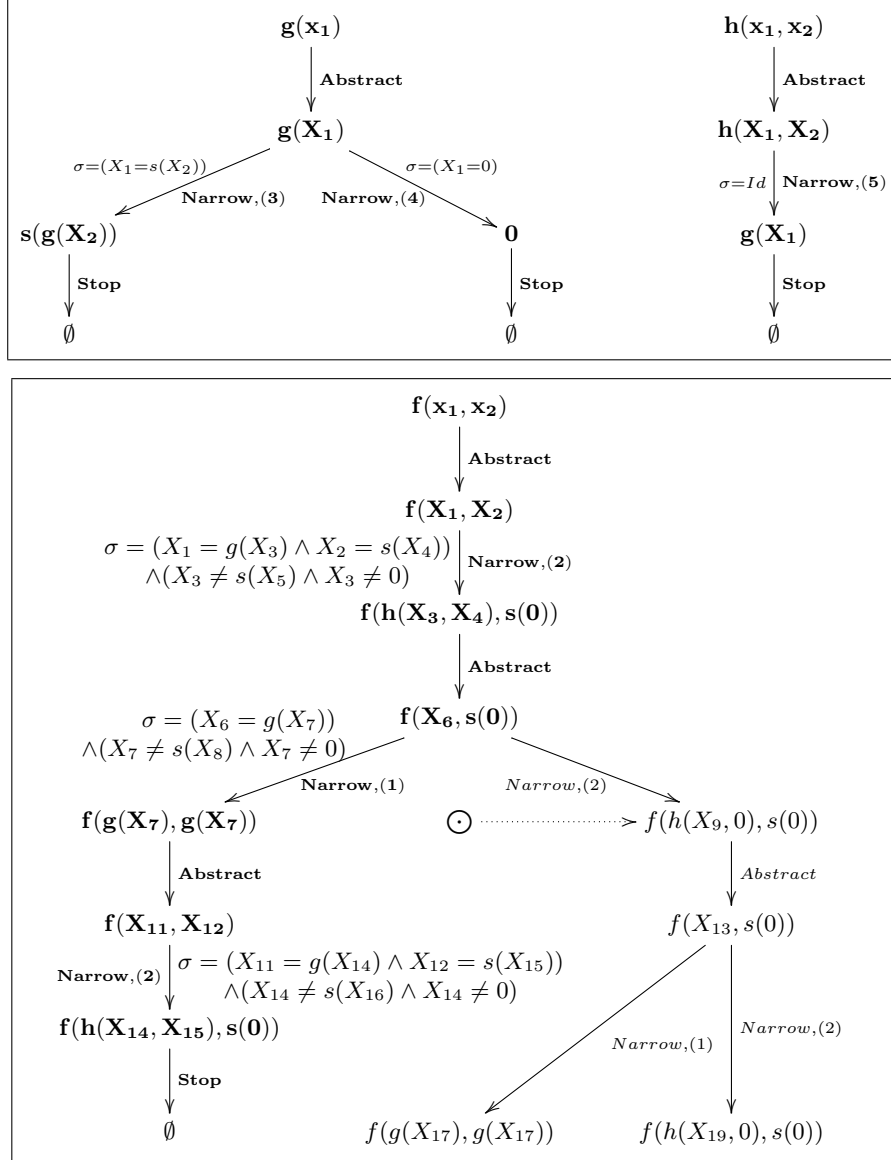 g(x₁) h(x₁, x₂)
Abstract Abstract
g(X₁) h(X₁, X₂)
σ=(X₁=s(X₂)) σ=(X₁=0)
Narrow,(3) Narrow,(4) σ=Id Narrow,(5)
s(g(X₂)) 0 g(X₁)
Stop Stop Stop
∅ ∅ ∅
f(x₁, x₂)
Abstract
f(X₁, X₂)
σ = (X₁ = g(X₃) ∧ X₂ = s(X₄))
Narrow,(2)
∧(X₃ ≠ s(X₅) ∧ X₃ ≠ 0)
f(h(X₃, X₄), s(0))
Abstract
σ = (X₆ = g(X₇)) f(X₆, s(0))
∧(X₇ ≠ s(X₈) ∧ X₇ ≠ 0)
Narrow,(1) Narrow,(2)
f(g(X₇), g(X₇)) ⊙ f(h(X₉, 0), s(0))
Abstract Abstract
f(X₁₁, X₁₂) f(X₁₃, s(0))
Narrow,(2) σ = (X₁₁ = g(X₁₄) ∧ X₁₂ = s(X₁₅))
∧(X₁₄ ≠ s(X₁₆) ∧ X₁₄ ≠ 0)
f(h(X₁₄, X₁₅), s(0)) Narrow,(1) Narrow,(2)
Stop
∅ f(g(X₁₇), g(X₁₇)) f(h(X₁₉, 0), s(0))